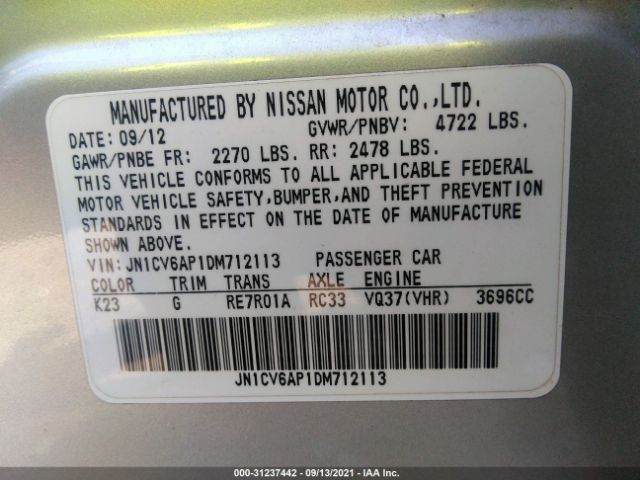 MANUFACTURED BY NISSAN MOTOR CO.,LTD.
DATE: 09/12 GVWR/PNBV: 4722 LBS.
GAWR/PNBE FR: 2270 LBS. RR: 2478 LBS.
THIS VEHICLE CONFORMS TO ALL APPLICABLE FEDERAL
MOTOR VEHICLE SAFETY,BUMPER,AND THEFT PREVENTION
STANDARDS IN EFFECT ON THE DATE OF MANUFACTURE
SHOWN ABOVE.
VIN:JN1CV6AP1DM712113 PASSENGER CAR
COLOR TRIM TRANS AXLE ENGINE
K23 G RE7R01A RC33 VQ37(VHR) 3696CC
JN1CV6AP1DM712113
000-31237442 - 09/13/2021 - IAA Inc.